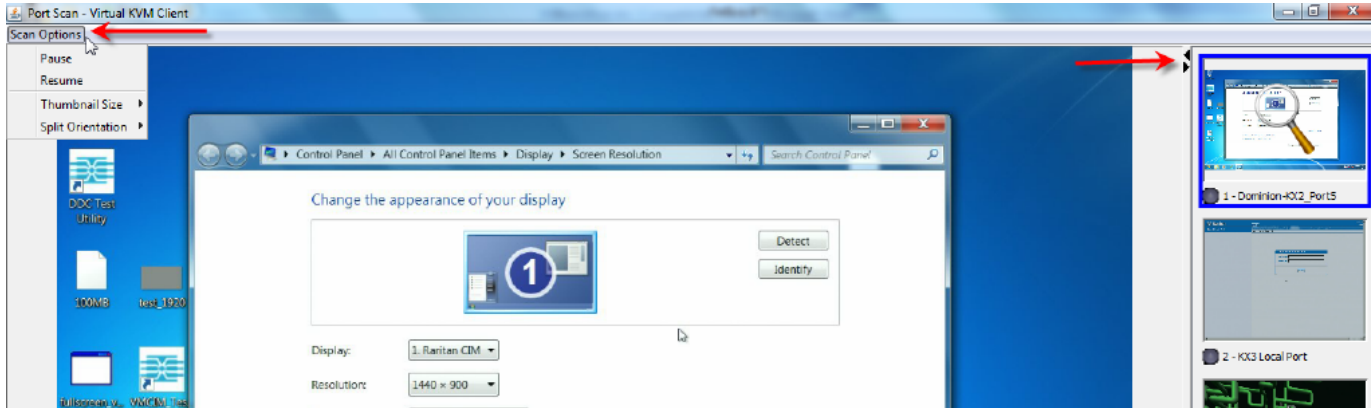 Port Scan - Virtual KVM Client
Scan Options
Pause
Resume
Thumbnail Size
Split Orientation
Control Panel
All Control Panel Items
Display
Screen Resolution
Search Control Panel
DDC Test
Utility
100MB
test_1920
fullscreen_v...
Change the appearance of your display
1
Detect
Identify
Display:
1. Raritan CIM
Resolution:
1440 × 900
1 - Dominion-KX2_Port5
2 - KX3 Local Port